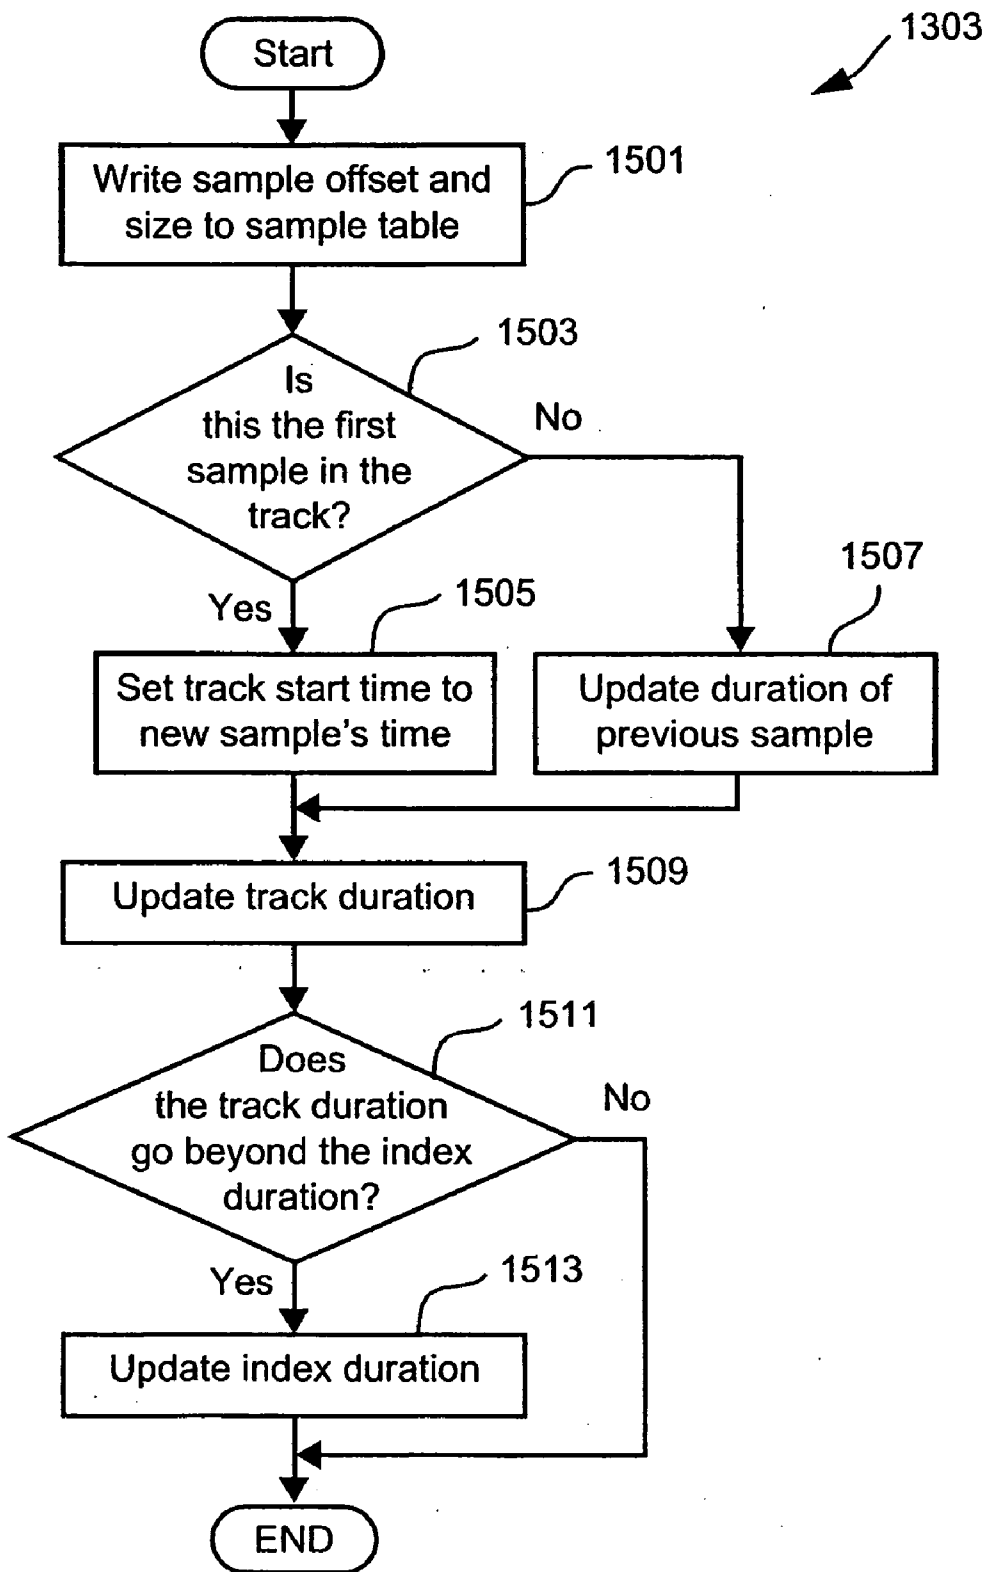 1303
Start
1501
Write sample offset and
size to sample table
1503
Is
this the first
sample in the
track?
No
Yes
1505
1507
Set track start time to
new sample's time
Update duration of
previous sample
1509
Update track duration
1511
Does
the track duration
go beyond the index
duration?
No
Yes
1513
Update index duration
END